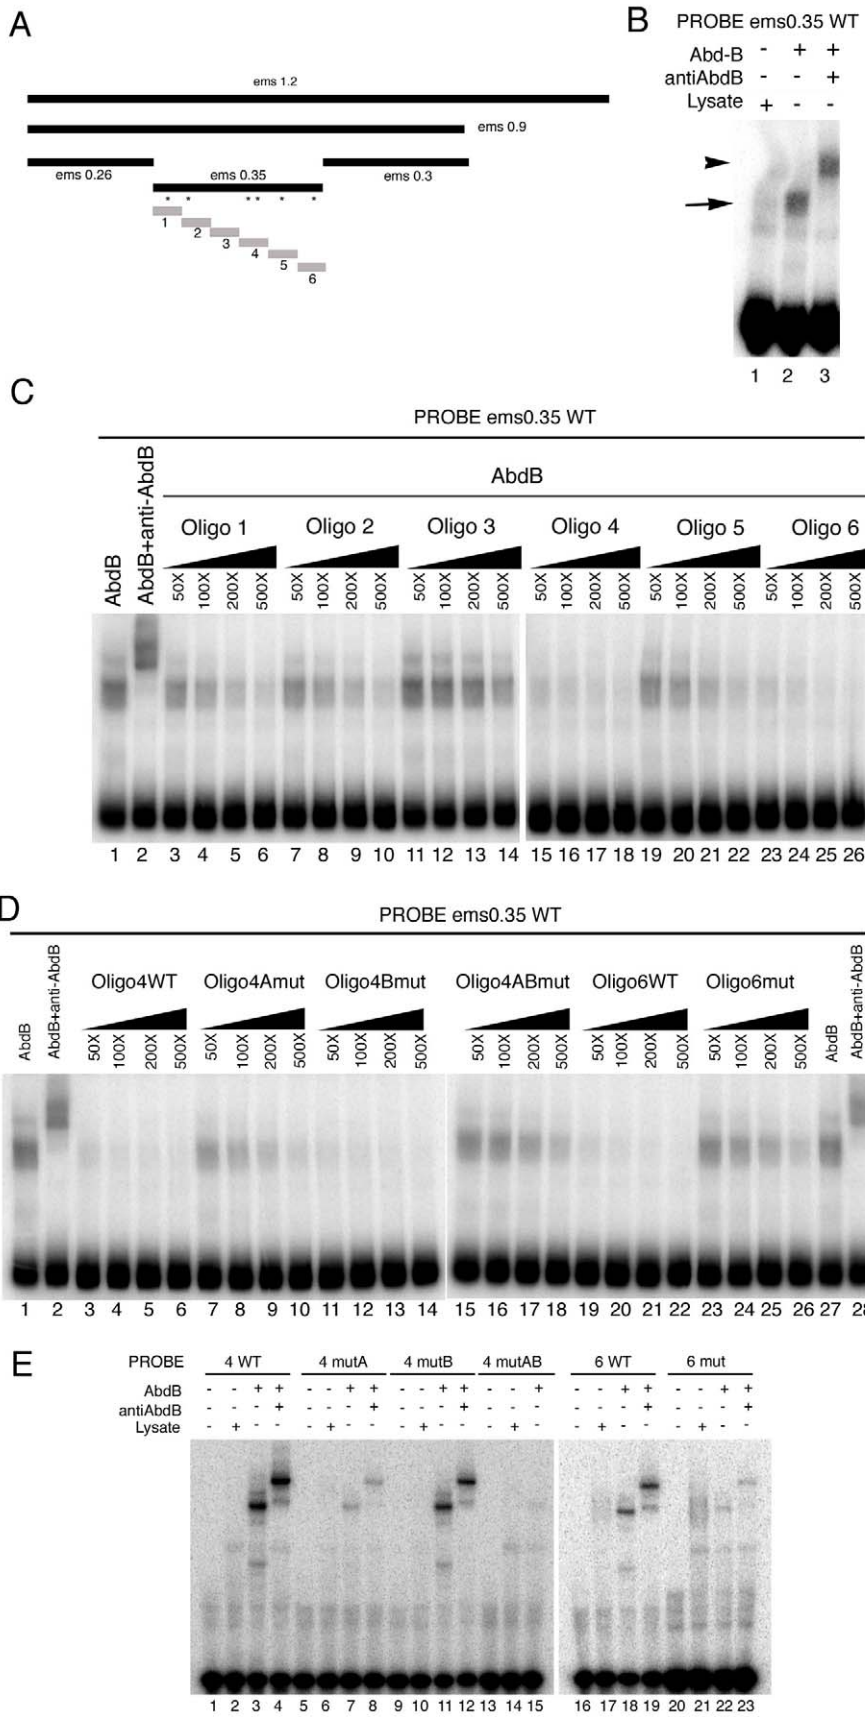 A
ems 1.2
ems 0.9
ems 0.26
ems 0.35
ems 0.3
* * * * * *
1
2
3
4
5
6
B
PROBE ems0.35 WT
Abd-B - + +
antiAbdB - - +
Lysate + - -
1 2 3
C
PROBE ems0.35 WT
AbdB
AbdB+anti-AbdB
AbdB
Oligo 1 Oligo 2 Oligo 3 Oligo 4 Oligo 5 Oligo 6
50X 100X 200X 500X 50X 100X 200X 500X 50X 100X 200X 500X 50X 100X 200X 500X 50X 100X 200X 500X 50X 100X 200X 500X
1 2 3 4 5 6 7 8 9 10 11 12 13 14 15 16 17 18 19 20 21 22 23 24 25 26
D
PROBE ems0.35 WT
AbdB
AbdB+anti-AbdB
Oligo4WT Oligo4Amut Oligo4Bmut Oligo4ABmut Oligo6WT Oligo6mut
50X 100X 200X 500X 50X 100X 200X 500X 50X 100X 200X 500X 50X 100X 200X 500X 50X 100X 200X 500X 50X 100X 200X 500X
AbdB
AbdB+anti-AbdB
1 2 3 4 5 6 7 8 9 10 11 12 13 14 15 16 17 18 19 20 21 22 23 24 25 26 27 28
E
PROBE 4 WT 4 mutA 4 mutB 4 mutAB 6 WT 6 mut
AbdB - - + + - - + + - - + + - - + - - + + - - + +
antiAbdB - - - + - - - + - - - + - - - - - - + - - - +
Lysate - + - - - + - - - + - - - + - - + - - - + - -
1 2 3 4 5 6 7 8 9 10 11 12 13 14 15 16 17 18 19 20 21 22 23